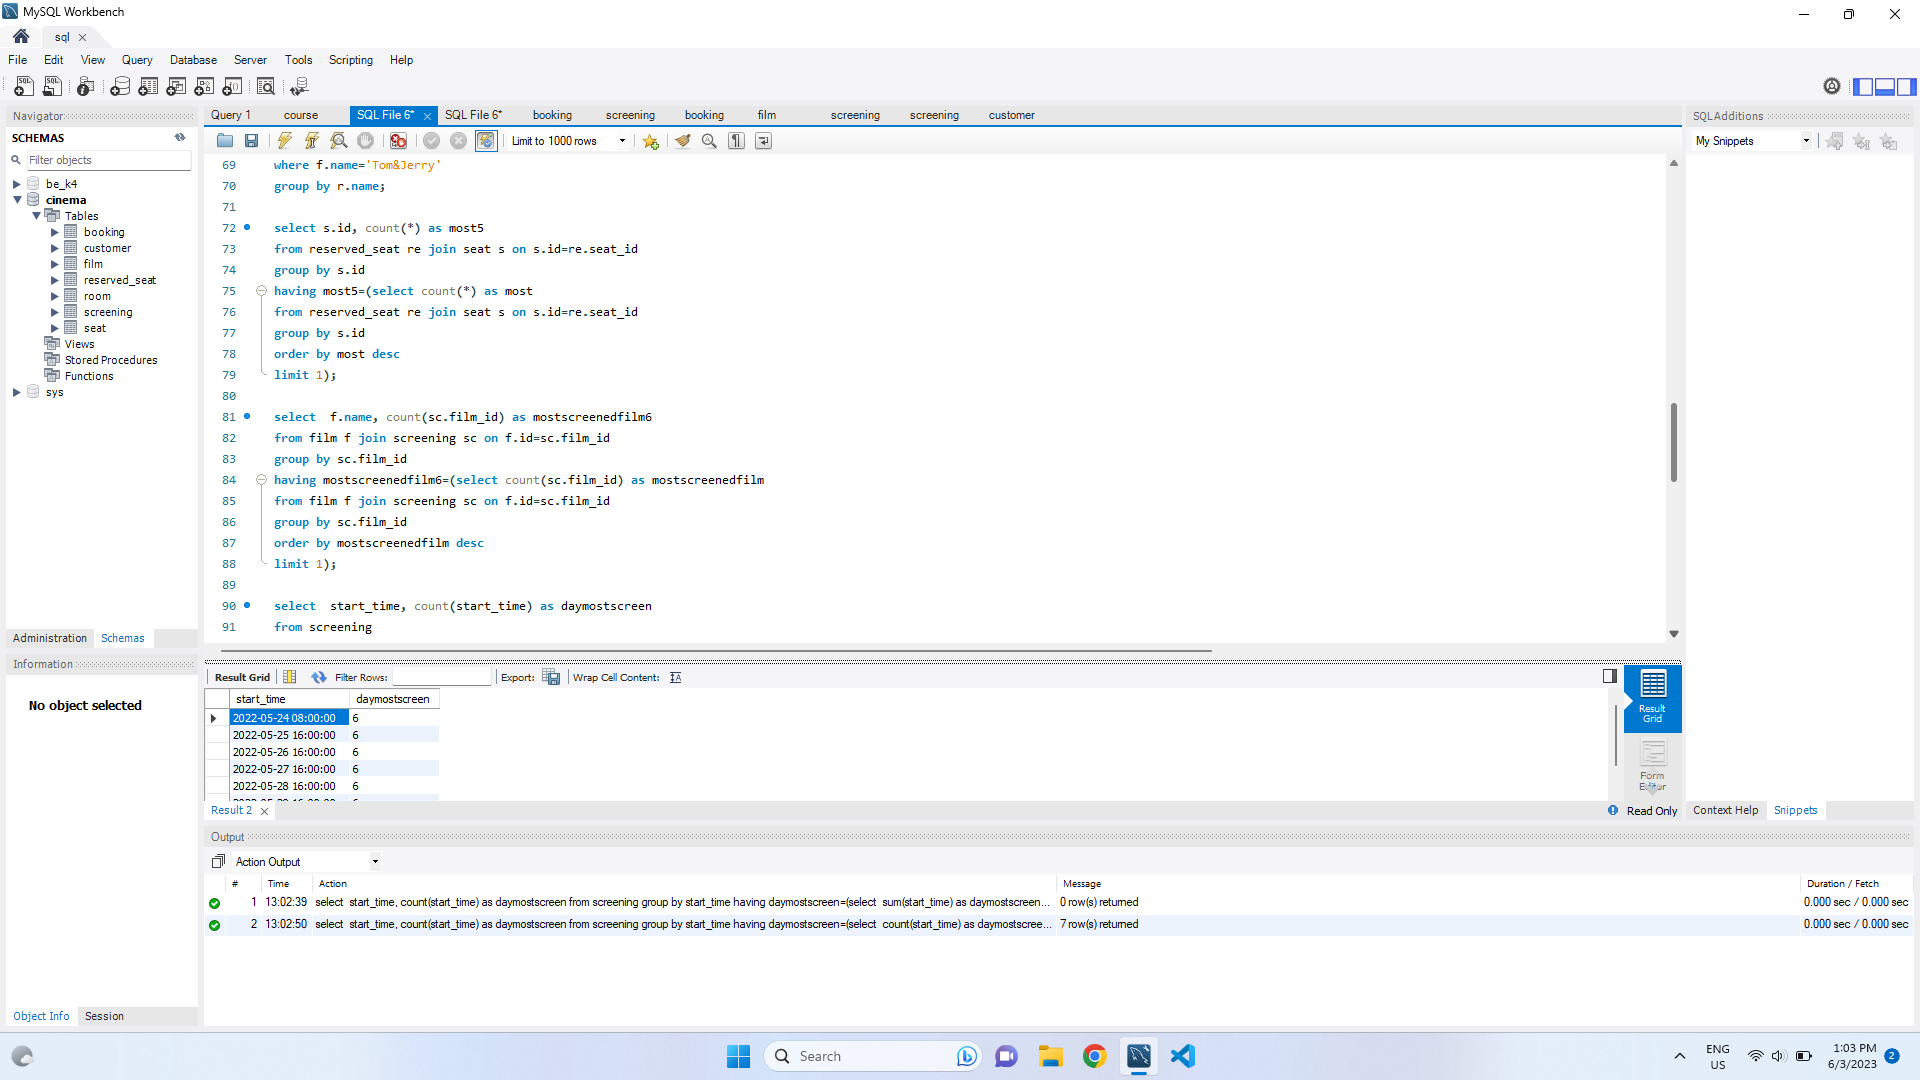 MySQL Workbench
sql
File Edit View Query Database Server Tools Scripting Help
Navigator
SCHEMAS
Filter objects
be_k4
cinema
Tables
booking
customer
film
reserved_seat
room
screening
seat
Views
Stored Procedures
Functions
sys
Administration Schemas
Information
No object selected
Object Info Session
Query 1 course SQL File 6* SQL File 6* booking screening booking film screening screening customer
Limit to 1000 rows
69 where f.name='Tom&Jerry'
70 group by r.name;
71
72 select s.id, count(*) as most5
73 from reserved_seat re join seat s on s.id=re.seat_id
74 group by s.id
75 having most5=(select count(*) as most
76 from reserved_seat re join seat s on s.id=re.seat_id
77 group by s.id
78 order by most desc
79 limit 1);
80
81 select f.name, count(sc.film_id) as mostscreenedfilm6
82 from film f join screening sc on f.id=sc.film_id
83 group by sc.film_id
84 having mostscreenedfilm6=(select count(sc.film_id) as mostscreenedfilm
85 from film f join screening sc on f.id=sc.film_id
86 group by sc.film_id
87 order by mostscreenedfilm desc
88 limit 1);
89
90 select start_time, count(start_time) as daymostscreen
91 from screening
Result Grid Filter Rows: Export: Wrap Cell Content:
start_time daymostscreen
2022-05-24 08:00:00 6
2022-05-25 16:00:00 6
2022-05-26 16:00:00 6
2022-05-27 16:00:00 6
2022-05-28 16:00:00 6
Result Grid
Form Editor
Result 2
Read Only
SQLAdditions
My Snippets
Context Help Snippets
Output
Action Output
# Time Action Message Duration / Fetch
1 13:02:39 select start_time, count(start_time) as daymostscreen from screening group by start_time having daymostscreen=(select sum(start_time) as daymostscreen... 0 row(s) returned 0.000 sec / 0.000 sec
2 13:02:50 select start_time, count(start_time) as daymostscreen from screening group by start_time having daymostscreen=(select count(start_time) as daymostscree... 7 row(s) returned 0.000 sec / 0.000 sec
Search
ENG
US
1:03 PM
6/3/2023
2